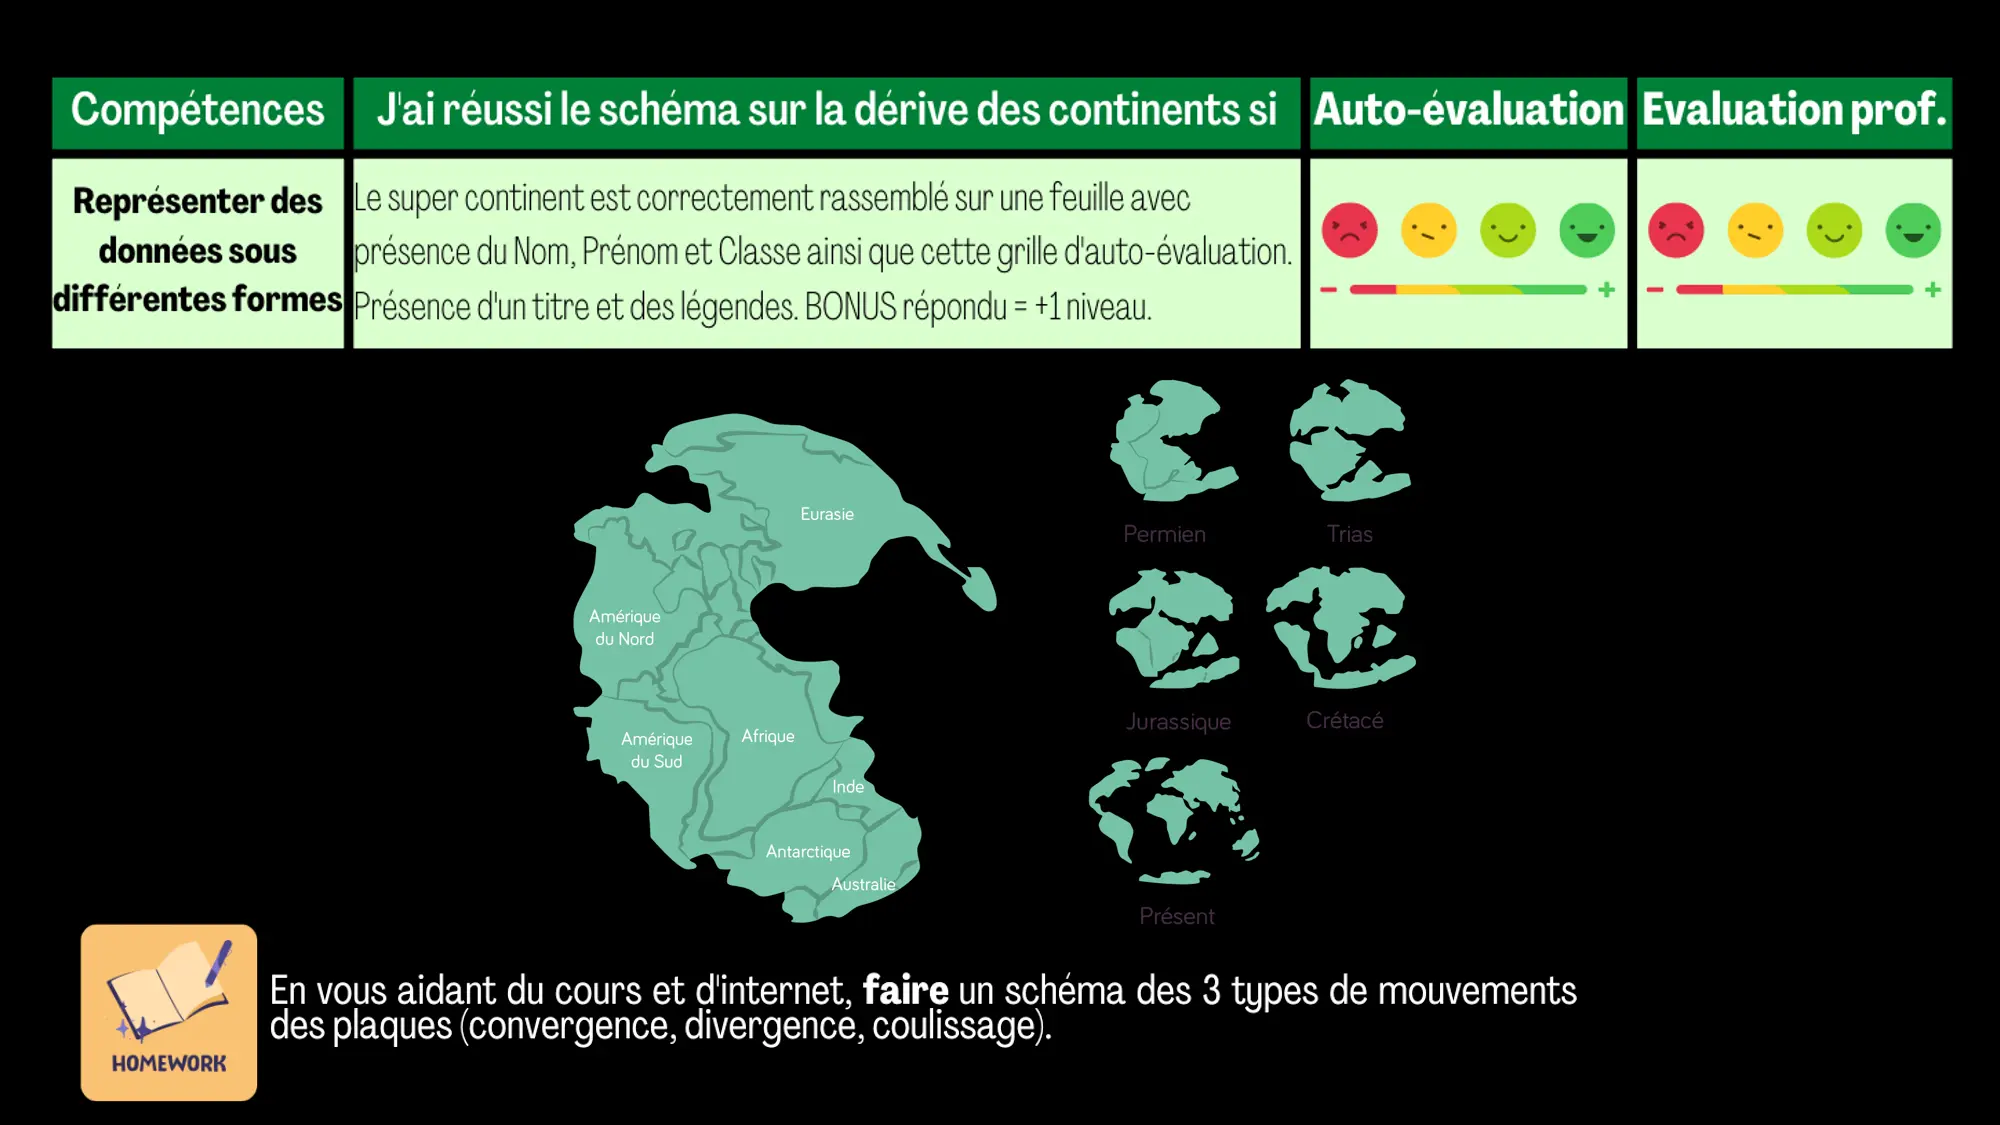 Compétences
J'ai réussi le schéma sur la dérive des continents si
Auto-évaluation
Evaluation prof.
Représenter des
données sous
différentes formes
Le super continent est correctement rassemblé sur une feuille avec
présence du Nom, Prénom et Classe ainsi que cette grille d'auto-évaluation.
Présence d'un titre et des légendes. BONUS répondu = +1 niveau.
- +
- +
Eurasie
Amérique
du Nord
Amérique
du Sud
Afrique
Inde
Antarctique
Australie
Permien
Trias
Jurassique
Crétacé
Présent
HOMEWORK
En vous aidant du cours et d'internet, faire un schéma des 3 types de mouvements
des plaques (convergence, divergence, coulissage).